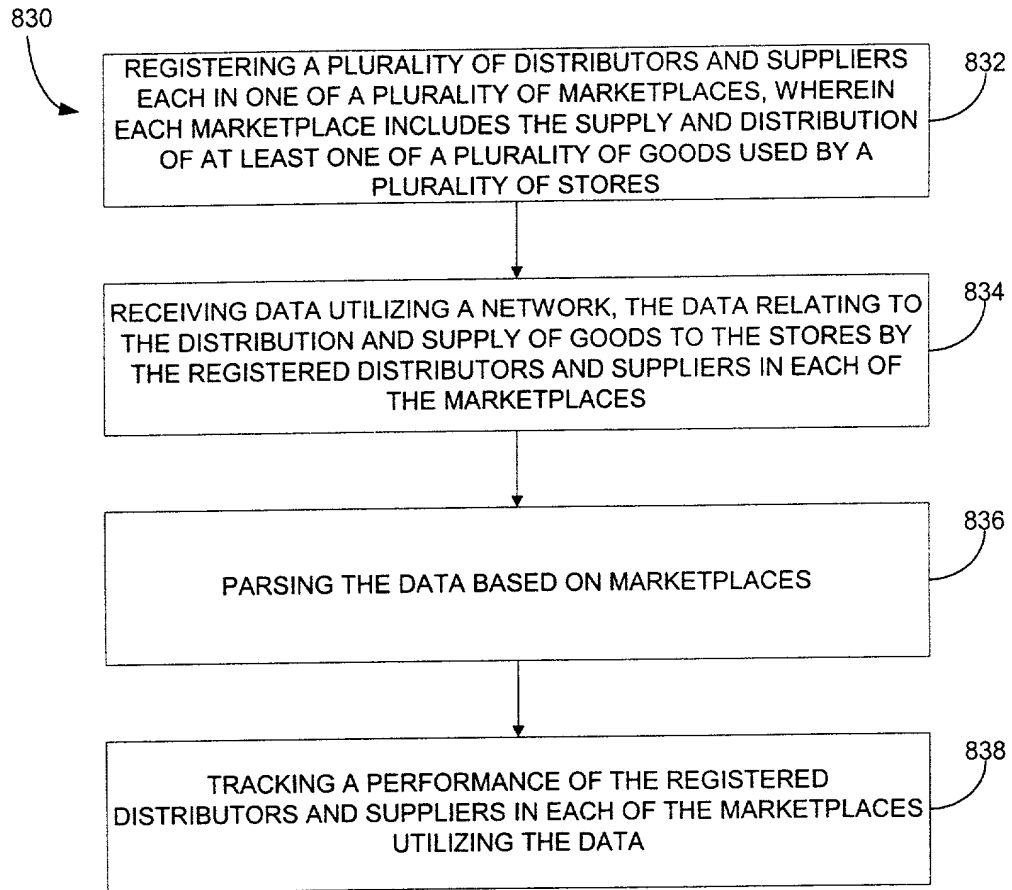 830
REGISTERING A PLURALITY OF DISTRIBUTORS AND SUPPLIERS
EACH IN ONE OF A PLURALITY OF MARKETPLACES, WHEREIN
EACH MARKETPLACE INCLUDES THE SUPPLY AND DISTRIBUTION
OF AT LEAST ONE OF A PLURALITY OF GOODS USED BY A
PLURALITY OF STORES
832
RECEIVING DATA UTILIZING A NETWORK, THE DATA RELATING TO
THE DISTRIBUTION AND SUPPLY OF GOODS TO THE STORES BY
THE REGISTERED DISTRIBUTORS AND SUPPLIERS IN EACH OF
THE MARKETPLACES
834
PARSING THE DATA BASED ON MARKETPLACES
836
TRACKING A PERFORMANCE OF THE REGISTERED
DISTRIBUTORS AND SUPPLIERS IN EACH OF THE MARKETPLACES
UTILIZING THE DATA
838